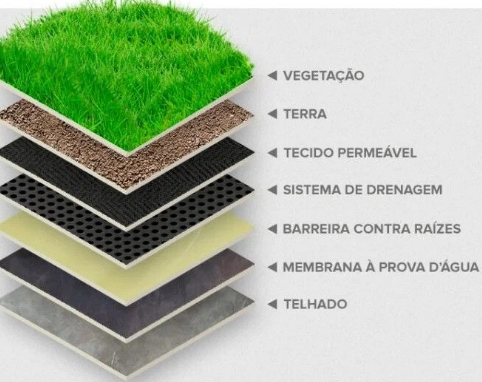 VEGETAÇÃO
TERRA
TECIDO PERMEÁVEL
SISTEMA DE DRENAGEM
BARREIRA CONTRA RAÍZES
MEMBRANA À PROVA D'ÁGUA
TELHADO